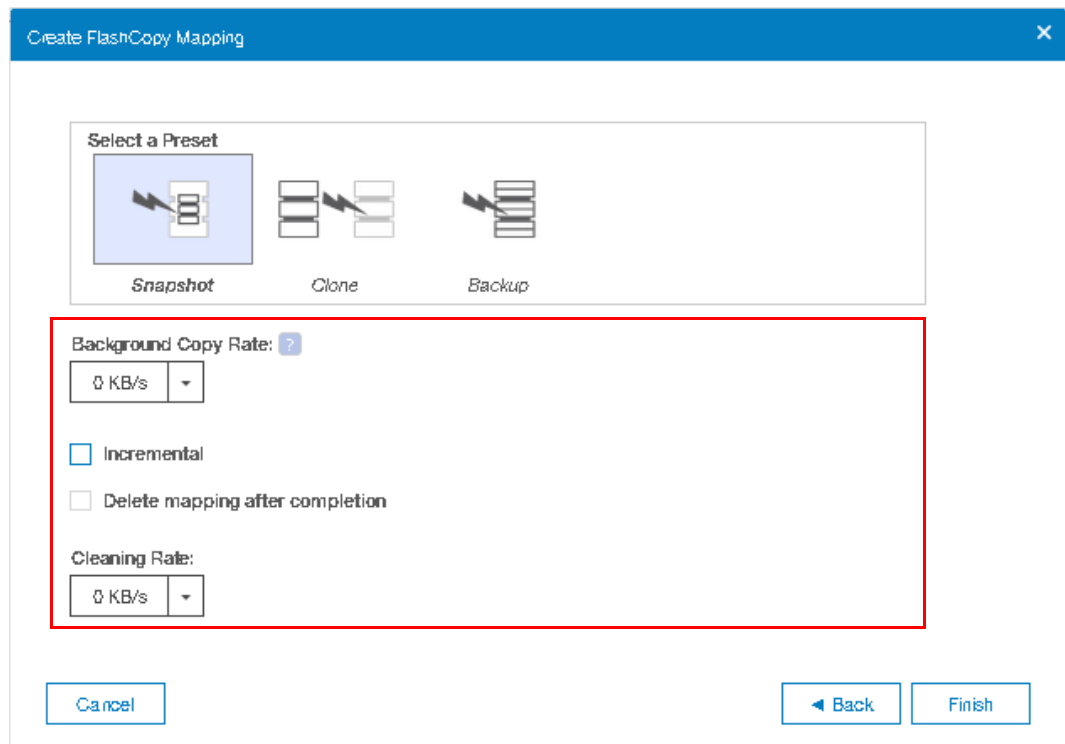 Create FlashCopy Mapping
Select a Preset
Snapshot
Clone
Backup
Background Copy Rate: ?
0 KB/s
Incremental
Delete mapping after completion
Cleaning Rate:
0 KB/s
Cancel
Back
Finish